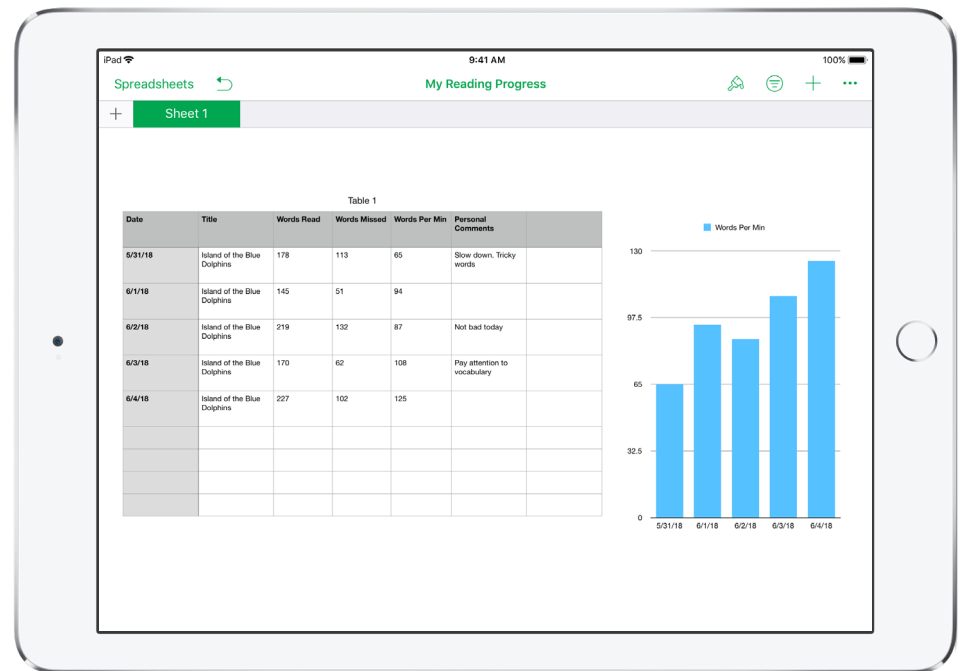 iPad 9:41 AM 100%
Spreadsheets My Reading Progress
Sheet 1
Table 1
Date Title Words Read Words Missed Words Per Min Personal
Comments
5/31/18 Island of the Blue 178 113 65 Slow down. Tricky
Dolphins words
6/1/18 Island of the Blue 145 51 94
Dolphins
6/2/18 Island of the Blue 219 132 87 Not bad today
Dolphins
6/3/18 Island of the Blue 170 62 108 Pay attention to
Dolphins vocabulary
6/4/18 Island of the Blue 227 102 125
Dolphins
Words Per Min
130
97.5
65
32.5
0
5/31/18 6/1/18 6/2/18 6/3/18 6/4/18